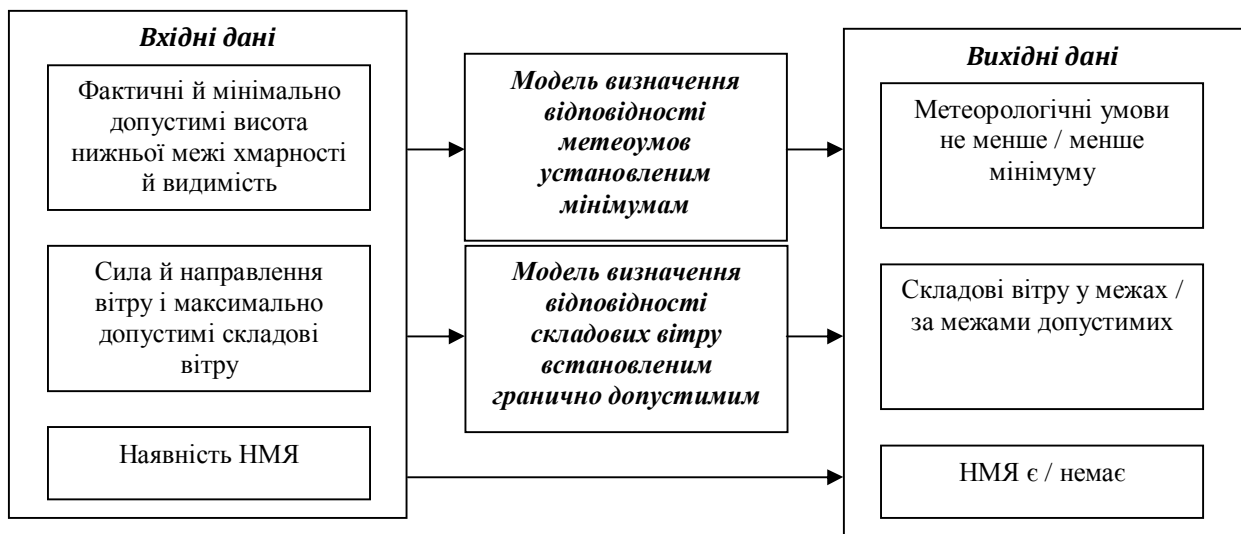 Вхідні дані
Фактичні й мінімально
допустимі висота
нижньої межі хмарності
й видимість
Сила й направлення
вітру і максимально
допустимі складові
вітру
Наявність НМЯ
Модель визначення
відповідності
метеоумов
установленим
мінімумам
Модель визначення
відповідності
складових вітру
встановленим
гранично допустимим
Вихідні дані
Метеорологічні умови
не менше / менше
мінімуму
Складові вітру у межах /
за межами допустимих
НМЯ є / немає